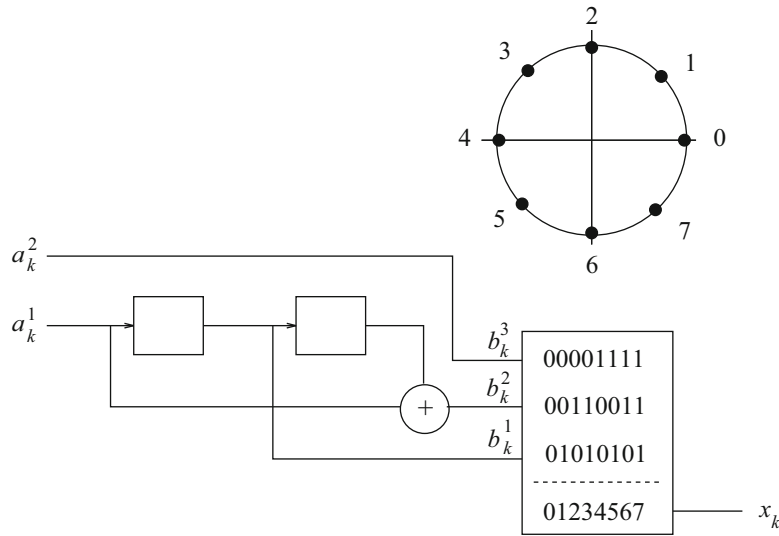 2
3
1
4
0
5
7
6
a_k^2
a_k^1
b_k^3
00001111
b_k^2
+
00110011
b_k^1
01010101
01234567
x_k